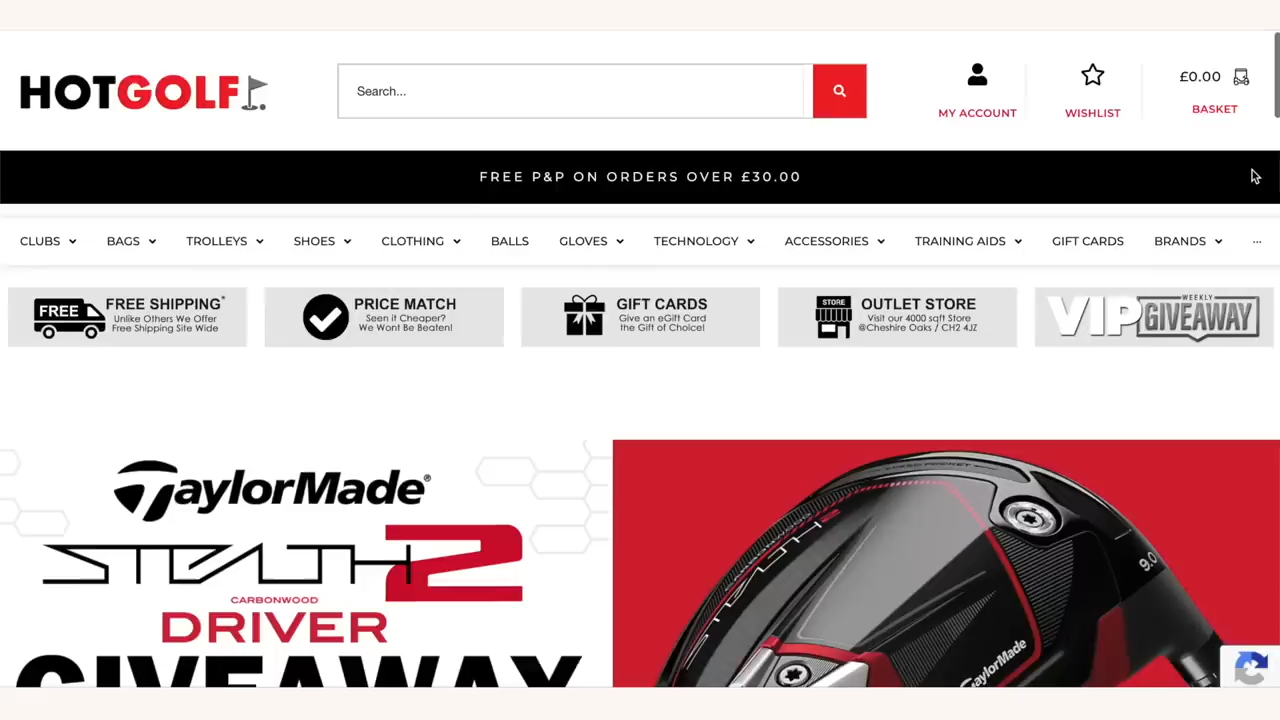 HOTGOLF
Search...
MY ACCOUNT
WISHLIST
£0.00
BASKET
FREE P&P ON ORDERS OVER £30.00
CLUBS BAGS TROLLEYS SHOES CLOTHING BALLS GLOVES TECHNOLOGY ACCESSORIES TRAINING AIDS GIFT CARDS BRANDS ...
FREE
FREE SHIPPING*
Unlike Others We Offer
Free Shipping Site Wide
PRICE MATCH
Seen it Cheaper?
We Wont Be Beaten!
GIFT CARDS
Give an eGift Card
the Gift of Choice!
STORE
OUTLET STORE
Visit our 4000 sqft Store
@Cheshire Oaks / CH2 4JZ
VIP
WEEKLY
GIVEAWAY
TaylorMade®
STEALTH 2
CARBONWOOD
DRIVER
GIVEAWAY
STEALTH 2
9.0
TaylorMade